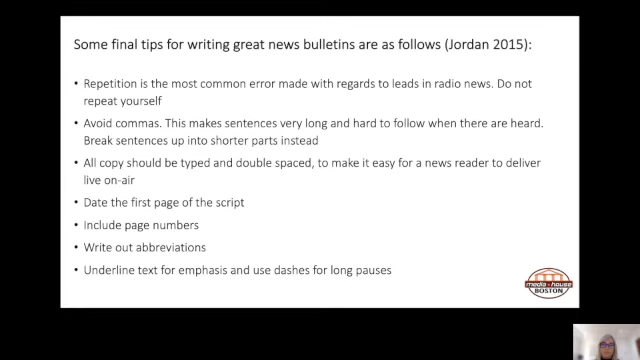 Some final tips for writing great news bulletins are as follows (Jordan 2015):
• Repetition is the most common error made with regards to leads in radio news. Do not
repeat yourself
• Avoid commas. This makes sentences very long and hard to follow when there are heard.
Break sentences up into shorter parts instead
• All copy should be typed and double spaced, to make it easy for a news reader to deliver
live on-air
• Date the first page of the script
• Include page numbers
• Write out abbreviations
• Underline text for emphasis and use dashes for long pauses
media house
BOSTON